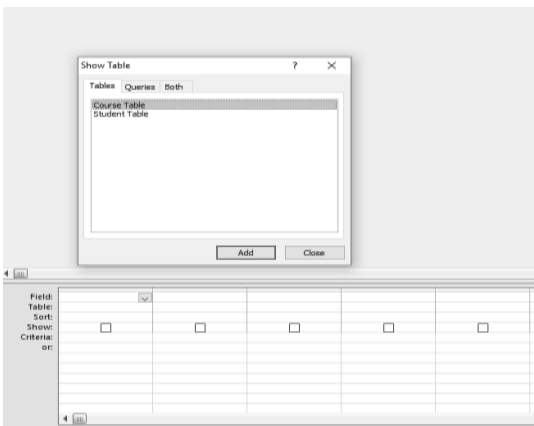 Show Table ?
Tables Queries Both
Course Table
Student Table
Add Close
Field:
Table:
Sort:
Show:
Criteria:
or: